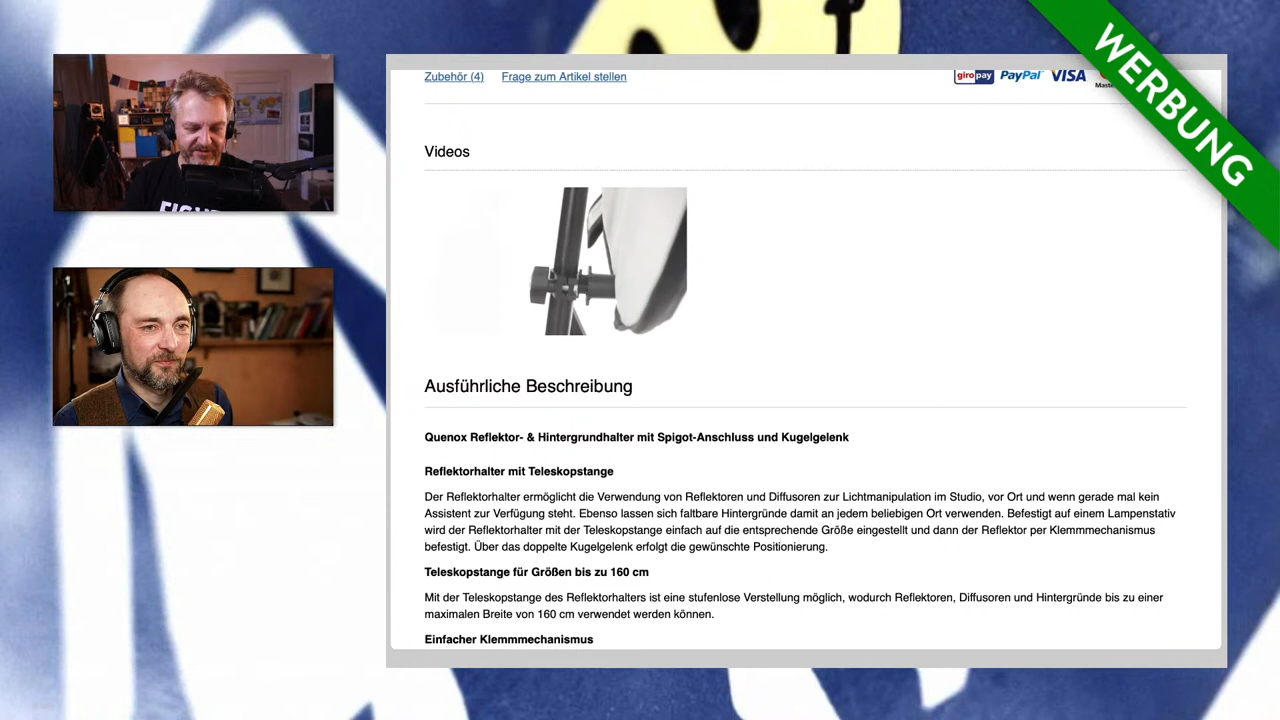 Zubehör (4) Frage zum Artikel stellen
giropay PayPal VISA
WERBUNG
Videos
Ausführliche Beschreibung
Quenox Reflektor- & Hintergrundhalter mit Spigot-Anschluss und Kugelgelenk
Reflektorhalter mit Teleskopstange
Der Reflektorhalter ermöglicht die Verwendung von Reflektoren und Diffusoren zur Lichtmanipulation im Studio, vor Ort und wenn gerade mal kein
Assistent zur Verfügung steht. Ebenso lassen sich faltbare Hintergründe damit an jedem beliebigen Ort verwenden. Befestigt auf einem Lampenstativ
wird der Reflektorhalter mit der Teleskopstange einfach auf die entsprechende Größe eingestellt und dann der Reflektor per Klemmmechanismus
befestigt. Über das doppelte Kugelgelenk erfolgt die gewünschte Positionierung.
Teleskopstange für Größen bis zu 160 cm
Mit der Teleskopstange des Reflektorhalters ist eine stufenlose Verstellung möglich, wodurch Reflektoren, Diffusoren und Hintergründe bis zu einer
maximalen Breite von 160 cm verwendet werden können.
Einfacher Klemmmechanismus